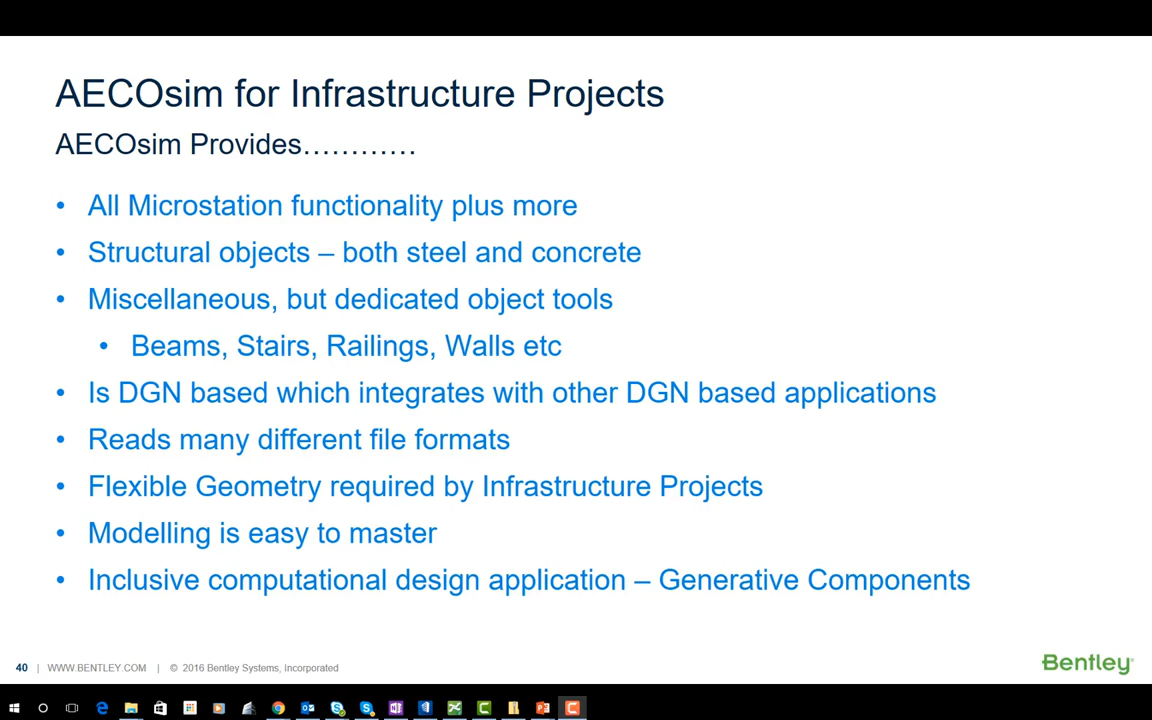 AECOsim for Infrastructure Projects
AECOsim Provides…………
• All Microstation functionality plus more
• Structural objects – both steel and concrete
• Miscellaneous, but dedicated object tools
• Beams, Stairs, Railings, Walls etc
• Is DGN based which integrates with other DGN based applications
• Reads many different file formats
• Flexible Geometry required by Infrastructure Projects
• Modelling is easy to master
• Inclusive computational design application – Generative Components
40 | WWW.BENTLEY.COM | © 2016 Bentley Systems, Incorporated
Bentley